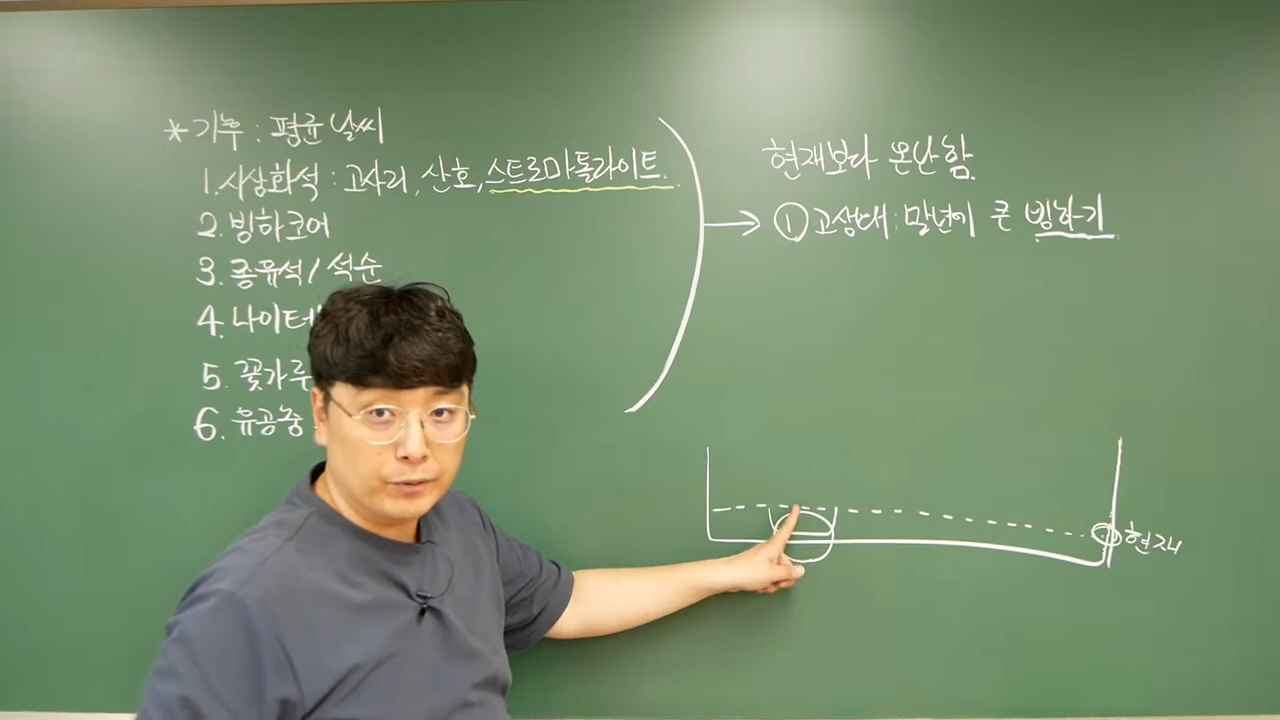 *기후 : 평균 날씨
1. 사상화석 : 고사리, 산호, 스트로마톨라이트.
2. 빙하코어
3. 종유석 / 석순
4. 나이테
5. 꽃가루
6. 유공충
현재보다 온난함.
① 고생대 : 말년에 큰 빙하기
현재